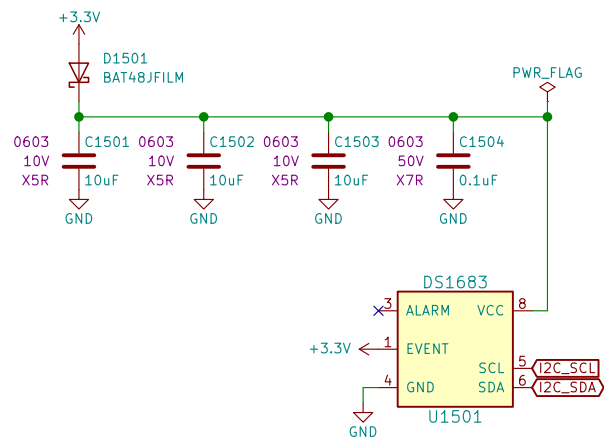 +3.3V
D1501
BAT48JFILM
PWR_FLAG
0603 C1501 0603 C1502 0603 C1503 0603 C1504
10V 10V 10V 50V
X5R 10uF X5R 10uF X5R 10uF X7R 0.1uF
GND GND GND GND
DS1683
3 ALARM VCC 8
+3.3V 1 EVENT
SCL 5 I2C_SCL
4 GND SDA 6 I2C_SDA
U1501
GND